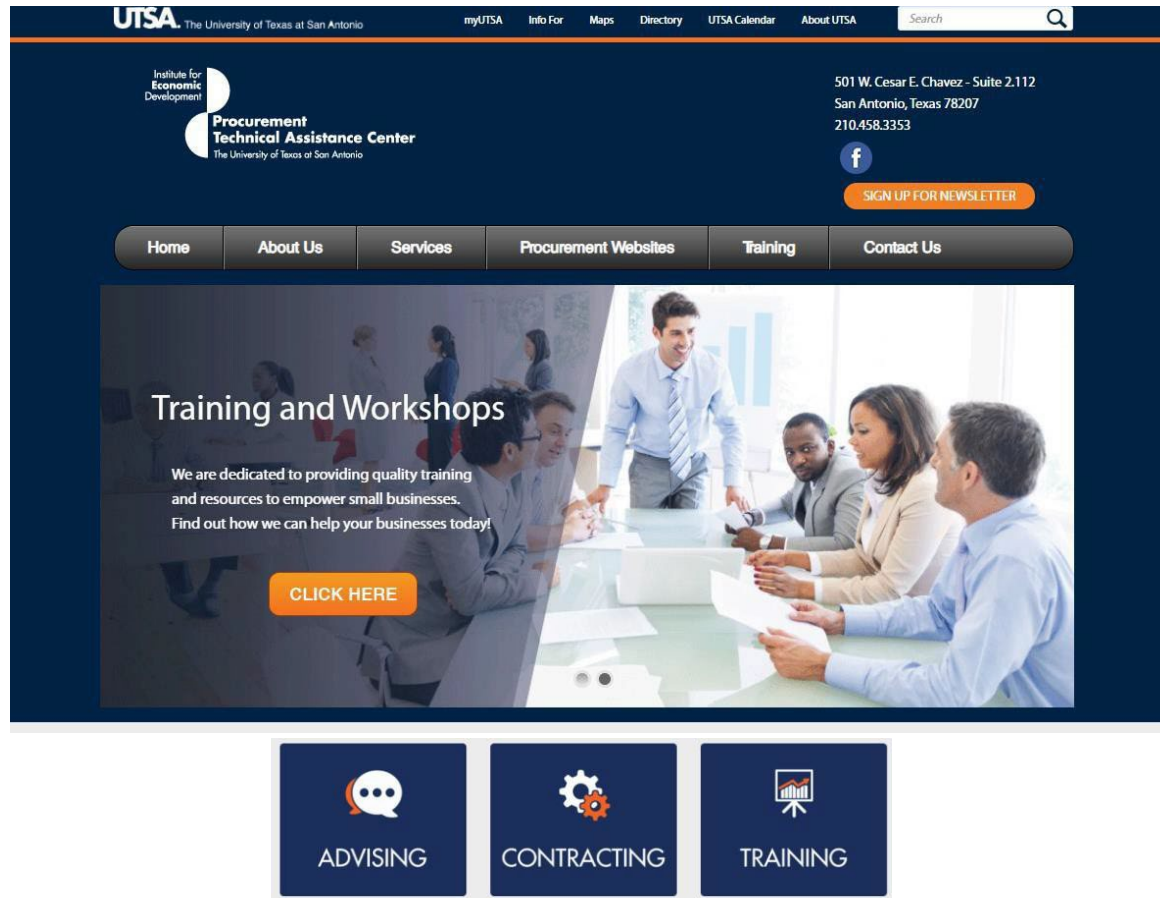 UTSA. The University of Texas at San Antonio
myUTSA Info For Maps Directory UTSA Calendar About UTSA Search
Institute for
Economic
Development
Procurement
Technical Assistance Center
The University of Texas at San Antonio
501 W. Cesar E. Chavez - Suite 2.112
San Antonio, Texas 78207
210.458.3353
f
SIGN UP FOR NEWSLETTER
Home About Us Services Procurement Websites Training Contact Us
Training and Workshops
We are dedicated to providing quality training
and resources to empower small businesses.
Find out how we can help your businesses today!
CLICK HERE
ADVISING CONTRACTING TRAINING